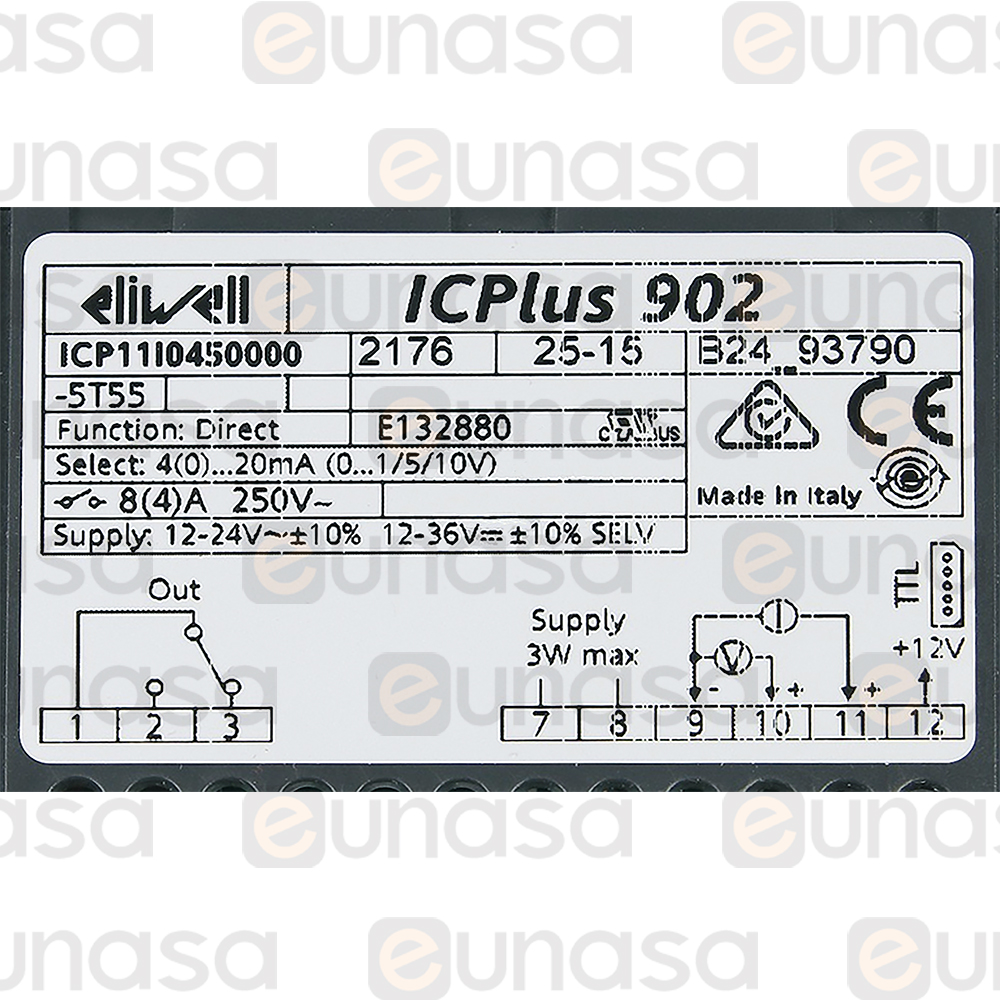 eliwell ICPlus 902
ICP11I0450000 2176 25-15 B24_93790
-5T55
Function: Direct E132880 c US
Select: 4(0)...20mA (0...1/5/10V)
8(4)A 250V~
Made in Italy
Supply: 12-24V~±10% 12-36V⎓ ±10% SELV
Out
Supply
3W max
TTL
+12V
V
- + +
1 2 3 7 8 9 10 11 12
eunasa